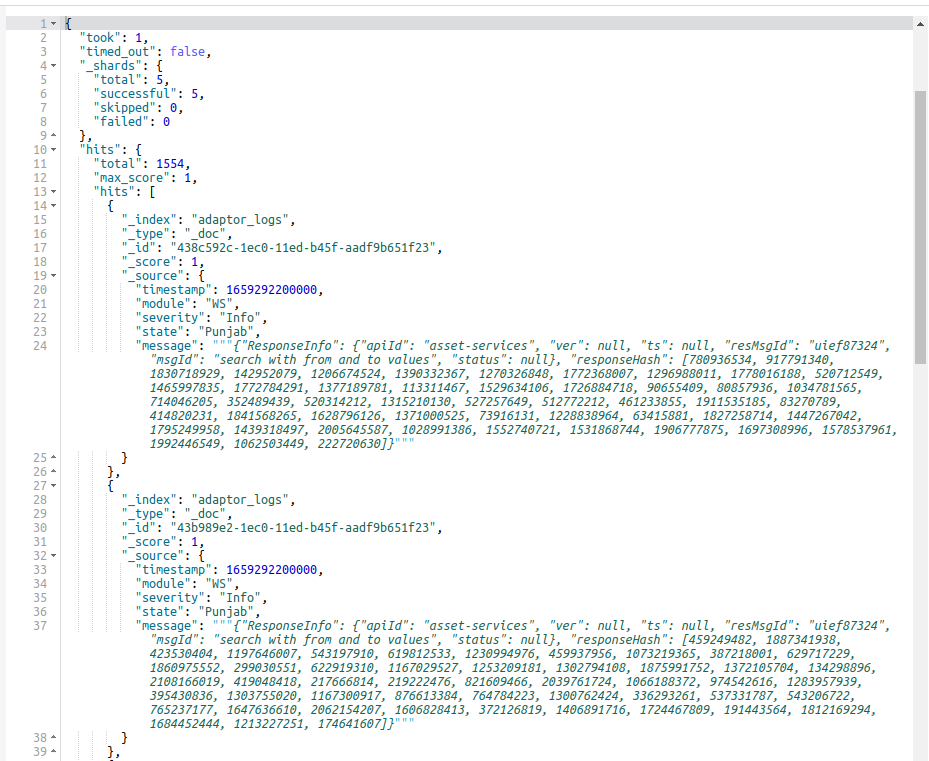 1 {
2 "took": 1,
3 "timed_out": false,
4 "_shards": {
5 "total": 5,
6 "successful": 5,
7 "skipped": 0,
8 "failed": 0
9 },
10 "hits": {
11 "total": 1554,
12 "max_score": 1,
13 "hits": [
14 {
15 "_index": "adaptor_logs",
16 "_type": "_doc",
17 "_id": "438c592c-1ec0-11ed-b45f-aadf9b651f23",
18 "_score": 1,
19 "_source": {
20 "timestamp": 1659292200000,
21 "module": "WS",
22 "severity": "Info",
23 "state": "Punjab",
24 "message": """{"ResponseInfo": {"apiId": "asset-services", "ver": null, "ts": null, "resMsgId": "uief87324",
"msgId": "search with from and to values", "status": null}, "responseHash": [780936534, 917791340,
1830718929, 142952079, 1206674524, 1390332367, 1270326848, 1772368007, 1296988011, 1778016188, 520712549,
1465997835, 1772784291, 1377189781, 113311467, 1529634106, 1726884718, 90655409, 80857936, 1034781565,
714046205, 352489439, 520314212, 1315210130, 527257649, 512772212, 461233855, 1911535185, 83270789,
414820231, 1841568265, 1628796126, 1371000525, 73916131, 1228838964, 63415881, 1827258714, 1447267042,
1795249958, 1439318497, 2005645587, 1028991386, 1552740721, 1531868744, 1906777875, 1697308996, 1578537961,
1992446549, 1062503449, 222720630]}"""
25 }
26 },
27 {
28 "_index": "adaptor_logs",
29 "_type": "_doc",
30 "_id": "43b989e2-1ec0-11ed-b45f-aadf9b651f23",
31 "_score": 1,
32 "_source": {
33 "timestamp": 1659292200000,
34 "module": "WS",
35 "severity": "Info",
36 "state": "Punjab",
37 "message": """{"ResponseInfo": {"apiId": "asset-services", "ver": null, "ts": null, "resMsgId": "uief87324",
"msgId": "search with from and to values", "status": null}, "responseHash": [459249482, 1887341938,
423530404, 1197646007, 543197910, 619812533, 1230994976, 459937956, 1073219365, 387218001, 629717229,
1860975552, 299030551, 622919310, 1167029527, 1253209181, 1302794108, 1875991752, 1372105704, 134298896,
2108166019, 419048418, 217666814, 219222476, 821609466, 2039761724, 1066188372, 974542616, 1283957939,
395430836, 1303755020, 1167300917, 876613384, 764784223, 1300762424, 336293261, 537331787, 543206722,
765237177, 1647636610, 2062154207, 1606828413, 372126819, 1406891716, 1724467809, 191443564, 1812169294,
1684452444, 1213227251, 174641607]}"""
38 }
39 },